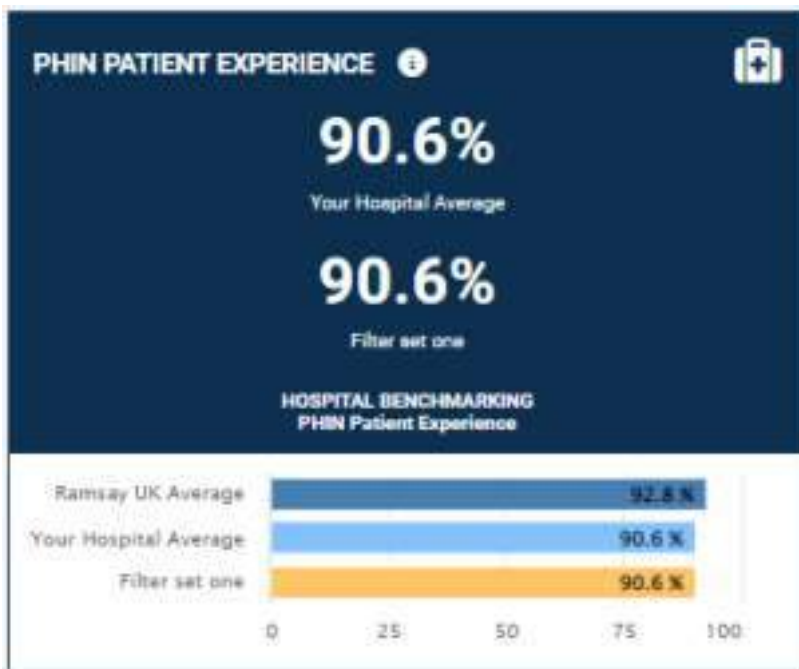 PHIN PATIENT EXPERIENCE i
90.6%
Your Hospital Average
90.6%
Filter set one
HOSPITAL BENCHMARKING
PHIN Patient Experience
Ramsay UK Average 92.8 %
Your Hospital Average 90.6 %
Filter set one 90.6 %
0 25 50 75 100